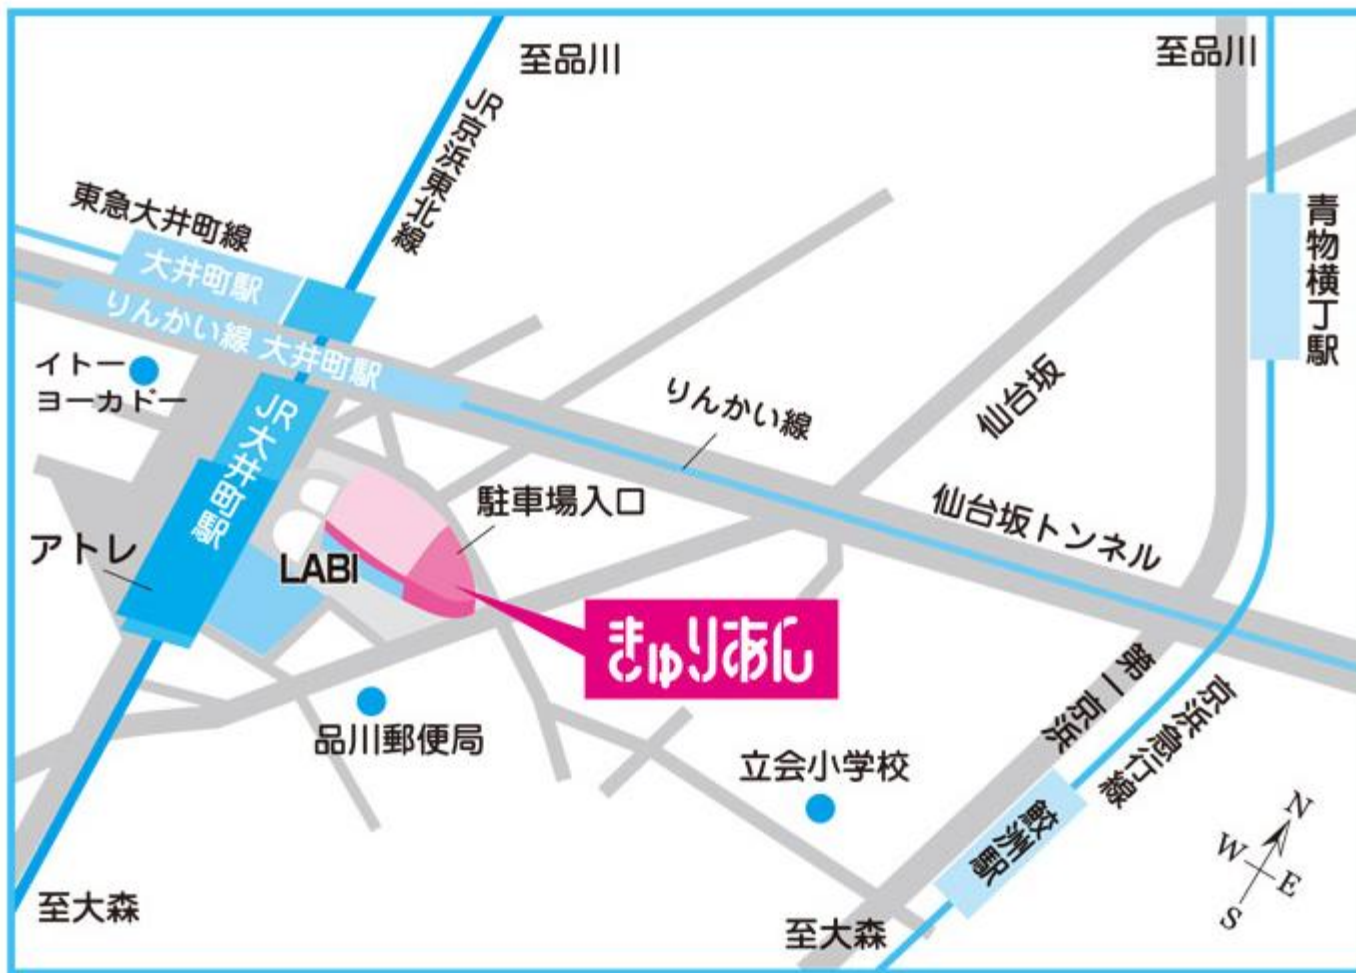 至品川
至品川
JR京浜東北線
東急大井町線
大井町駅
りんかい線 大井町駅
青物横丁駅
イトー
ヨーカドー
JR大井町駅
りんかい線
仙台坂
駐車場入口
仙台坂トンネル
アトレ
LABI
きゅりあん
第一京浜
京浜急行線
品川郵便局
立会小学校
鮫洲駅
N
W
E
S
至大森
至大森